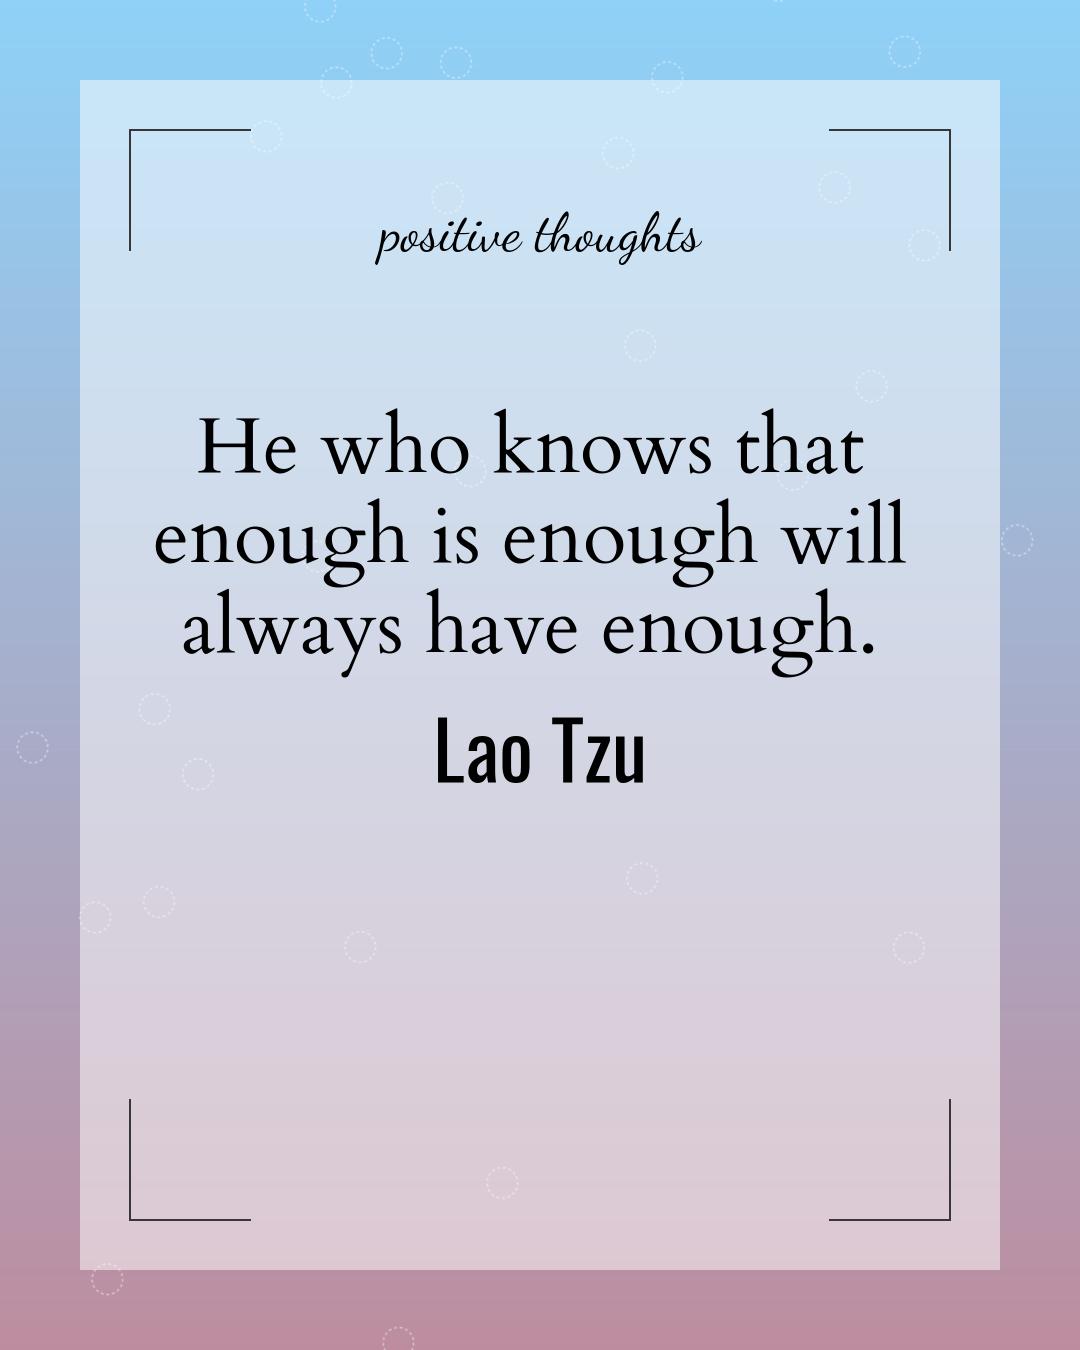 positive thoughts
He who knows that
enough is enough will
always have enough.
Lao Tzu